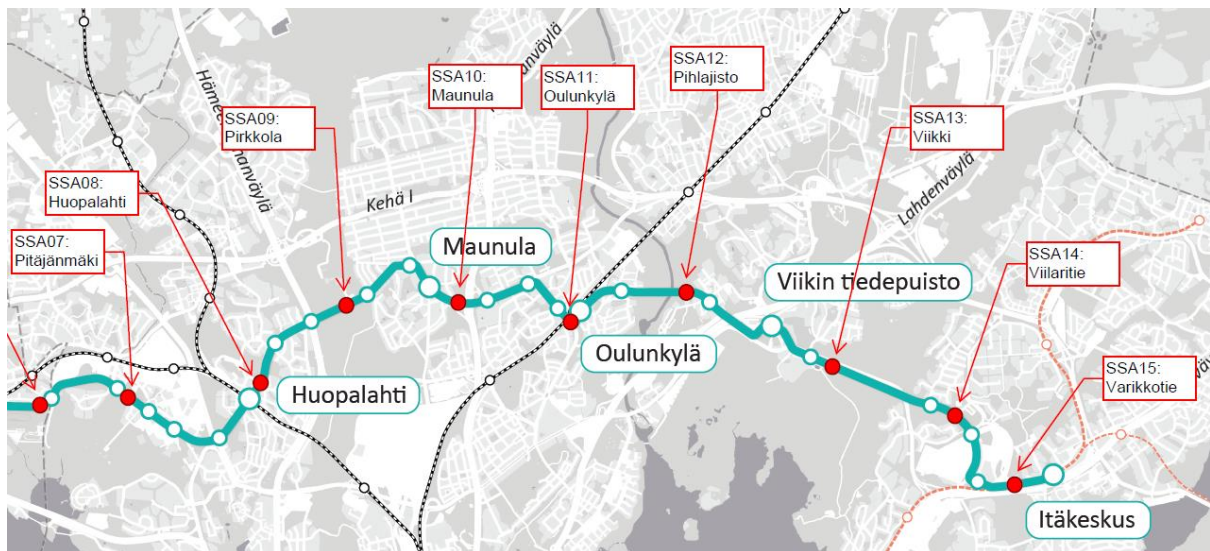 SSA12:
Pihlajisto
SSA10:
Maunula
SSA11:
Oulunkylä
SSA09:
Pirkkola
SSA13:
Viikki
SSA08:
Huopalahti
Kehä I
Lahdenväylä
SSA07:
Pitäjänmäki
Maunula
SSA14:
Viilaritie
Viikin tiedepuisto
Oulunkylä
Huopalahti
SSA15:
Varikkotie
Itäkeskus